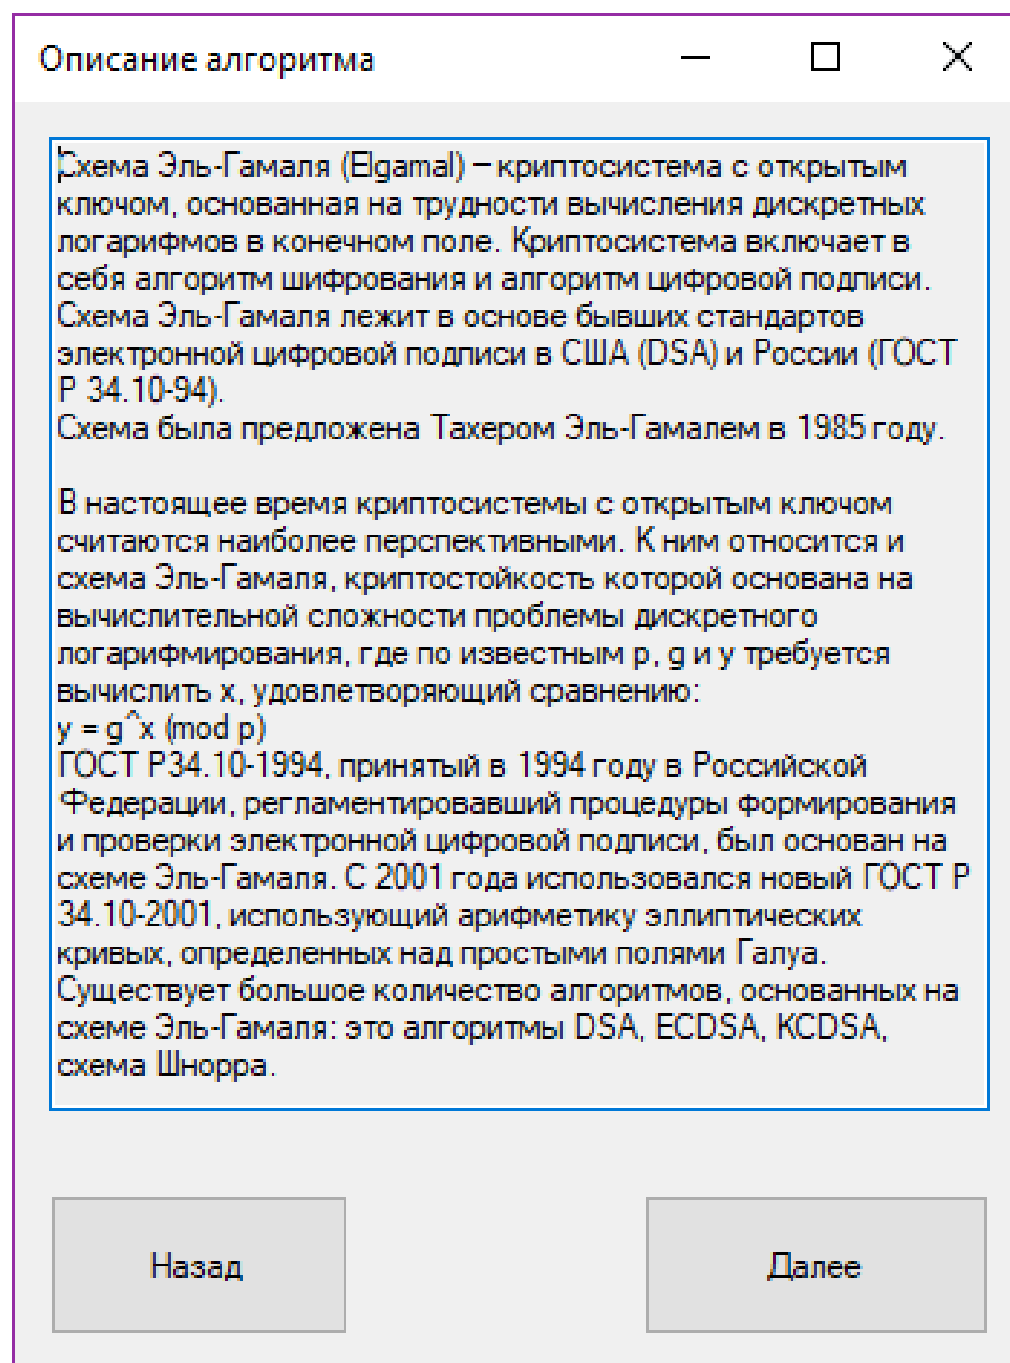 Описание алгоритма
Схема Эль-Гамаля (Elgamal) – криптосистема с открытым
ключом, основанная на трудности вычисления дискретных
логарифмов в конечном поле. Криптосистема включает в
себя алгоритм шифрования и алгоритм цифровой подписи.
Схема Эль-Гамаля лежит в основе бывших стандартов
электронной цифровой подписи в США (DSA) и России (ГОСТ
Р 34.10-94).
Схема была предложена Тахером Эль-Гамалем в 1985 году.
В настоящее время криптосистемы с открытым ключом
считаются наиболее перспективными. К ним относится и
схема Эль-Гамаля, криптостойкость которой основана на
вычислительной сложности проблемы дискретного
логарифмирования, где по известным p, g и y требуется
вычислить x, удовлетворяющий сравнению:
y = g^x (mod p)
ГОСТ Р34.10-1994, принятый в 1994 году в Российской
Федерации, регламентировавший процедуры формирования
и проверки электронной цифровой подписи, был основан на
схеме Эль-Гамаля. С 2001 года использовался новый ГОСТ Р
34.10-2001, использующий арифметику эллиптических
кривых, определенных над простыми полями Галуа.
Существует большое количество алгоритмов, основанных на
схеме Эль-Гамаля: это алгоритмы DSA, ECDSA, KCDSA,
схема Шнорра.
Назад
Далее